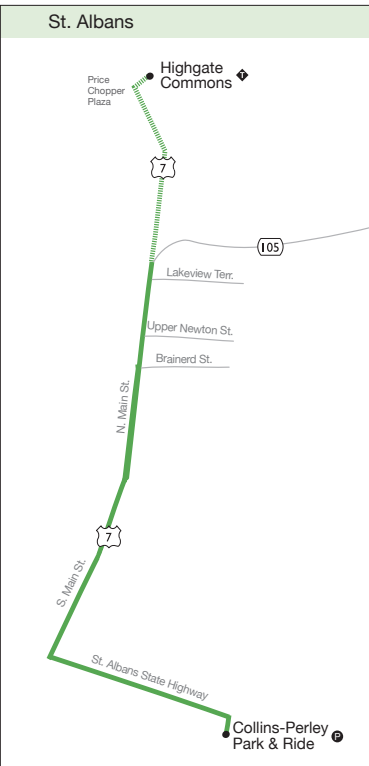 St. Albans
Highgate
Commons T
Price
Chopper
Plaza
7
105
Lakeview Terr.
Upper Newton St.
Brainerd St.
N. Main St.
7
S. Main St.
St. Albans State Highway
Collins-Perley
Park & Ride P